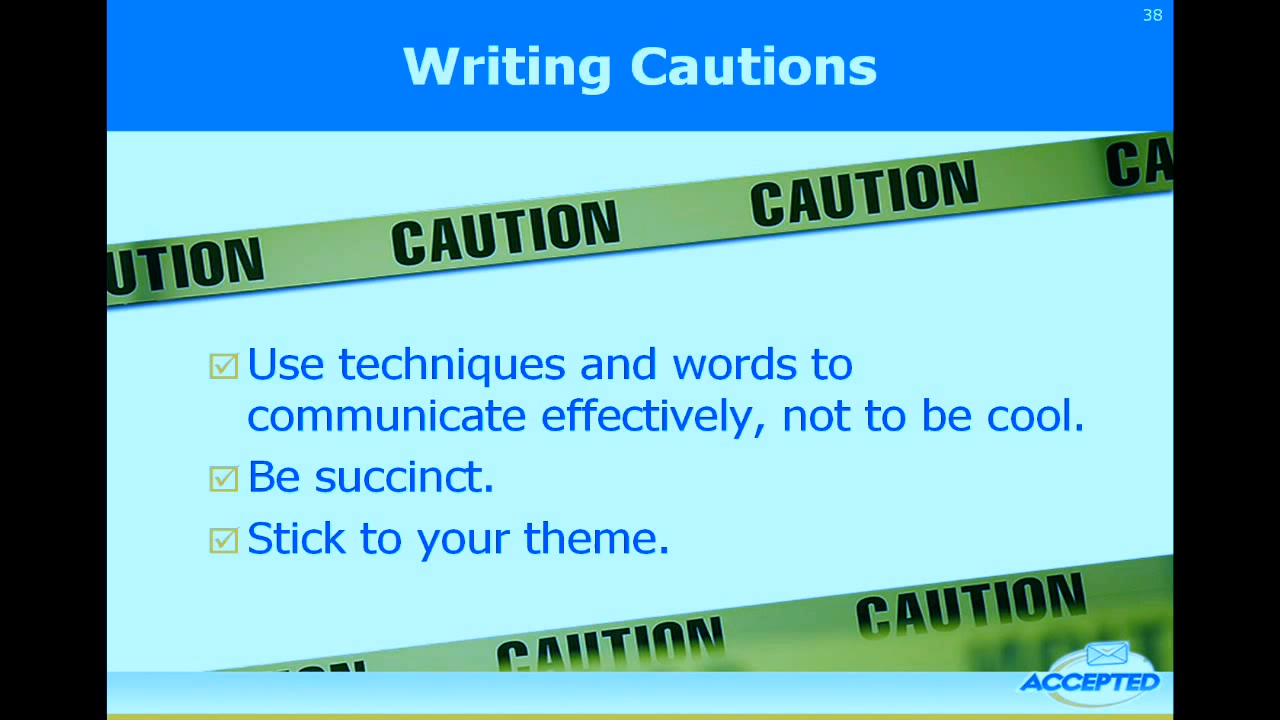 38
Writing Cautions
UTION CAUTION CAUTION CA
Use techniques and words to
communicate effectively, not to be cool.
Be succinct.
Stick to your theme.
CAUTION CAUTION
ACCEPTED